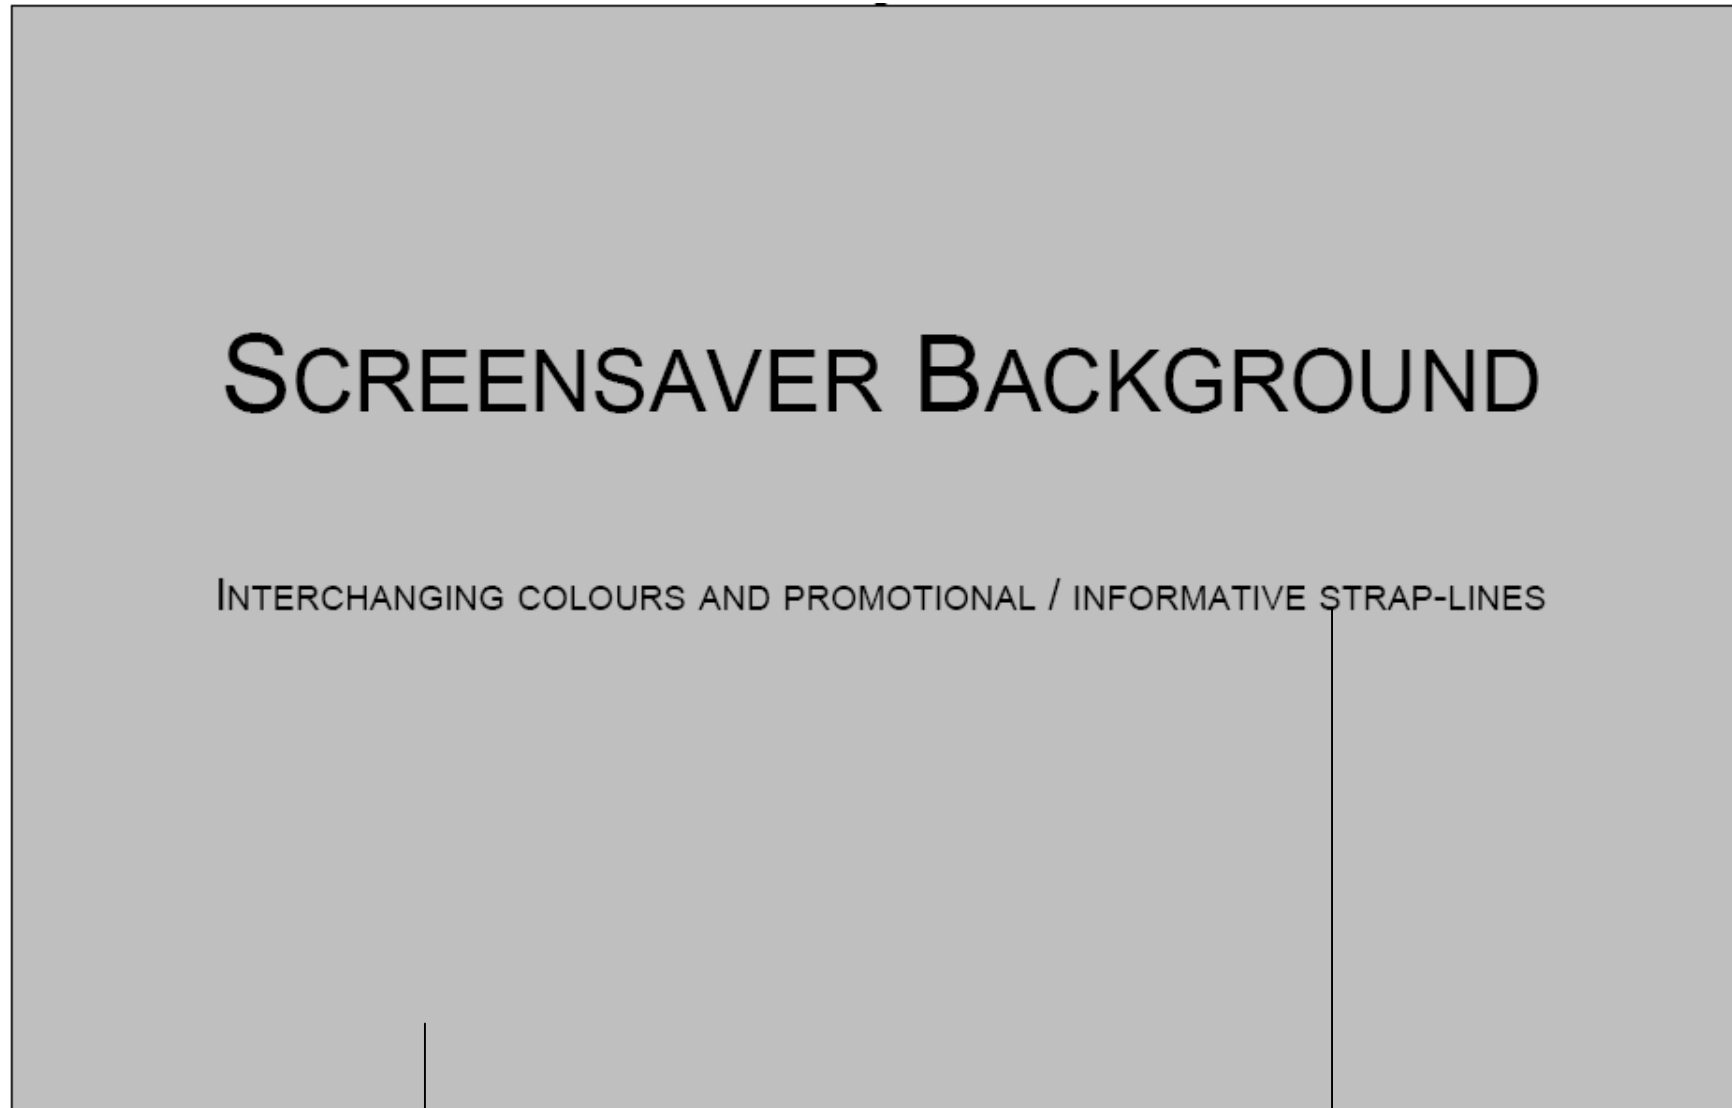 Screensaver Background
Interchanging colours and promotional / informative strap-lines